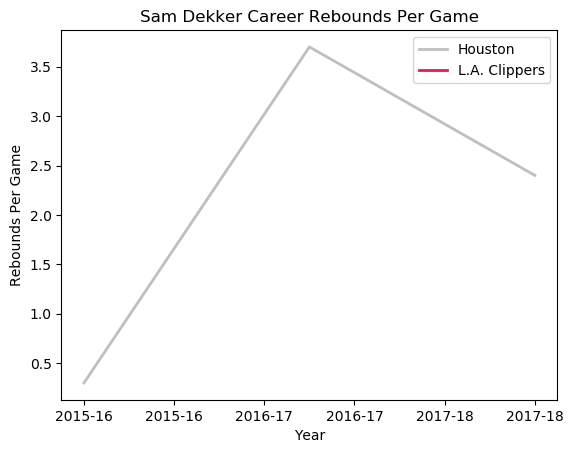 Sam Dekker Career Rebounds Per Game
Houston
L.A. Clippers
Rebounds Per Game
3.5
3.0
2.5
2.0
1.5
1.0
0.5
2015-16 2015-16 2016-17 2016-17 2017-18 2017-18
Year